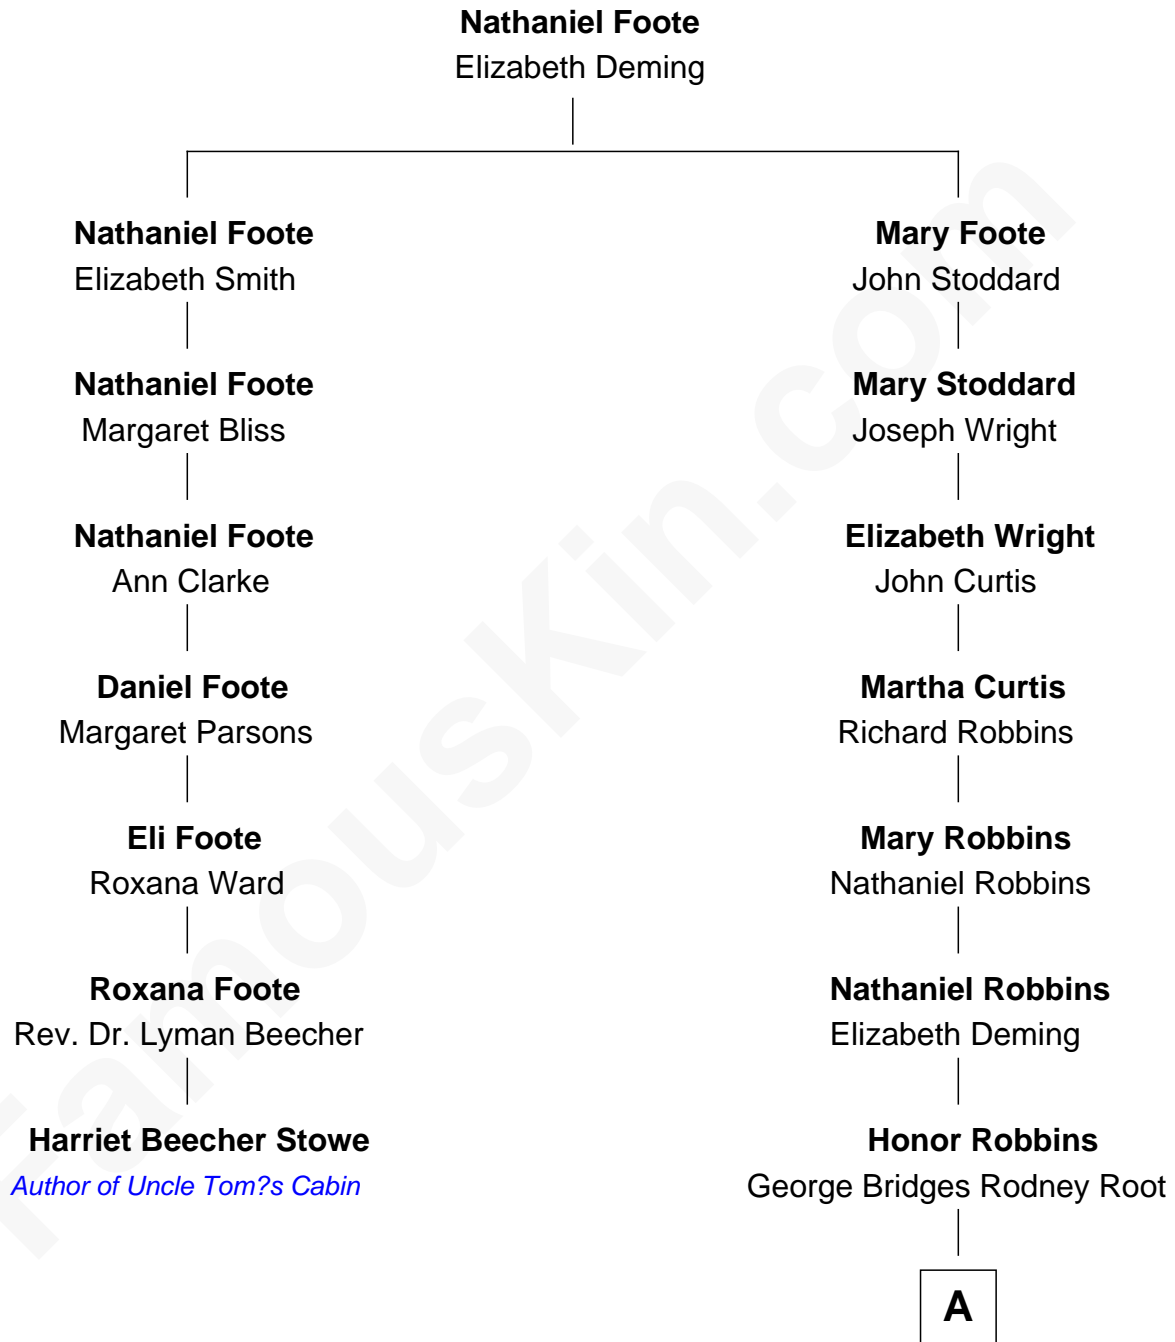 Nathaniel Foote
Elizabeth Deming
Nathaniel Foote
Elizabeth Smith
Mary Foote
John Stoddard
Nathaniel Foote
Margaret Bliss
Mary Stoddard
Joseph Wright
Nathaniel Foote
Ann Clarke
Elizabeth Wright
John Curtis
Daniel Foote
Margaret Parsons
Martha Curtis
Richard Robbins
Eli Foote
Roxana Ward
Mary Robbins
Nathaniel Robbins
Roxana Foote
Rev. Dr. Lyman Beecher
Nathaniel Robbins
Elizabeth Deming
Harriet Beecher Stowe
Author of Uncle Tom?s Cabin
Honor Robbins
George Bridges Rodney Root
A
FamousKin.com